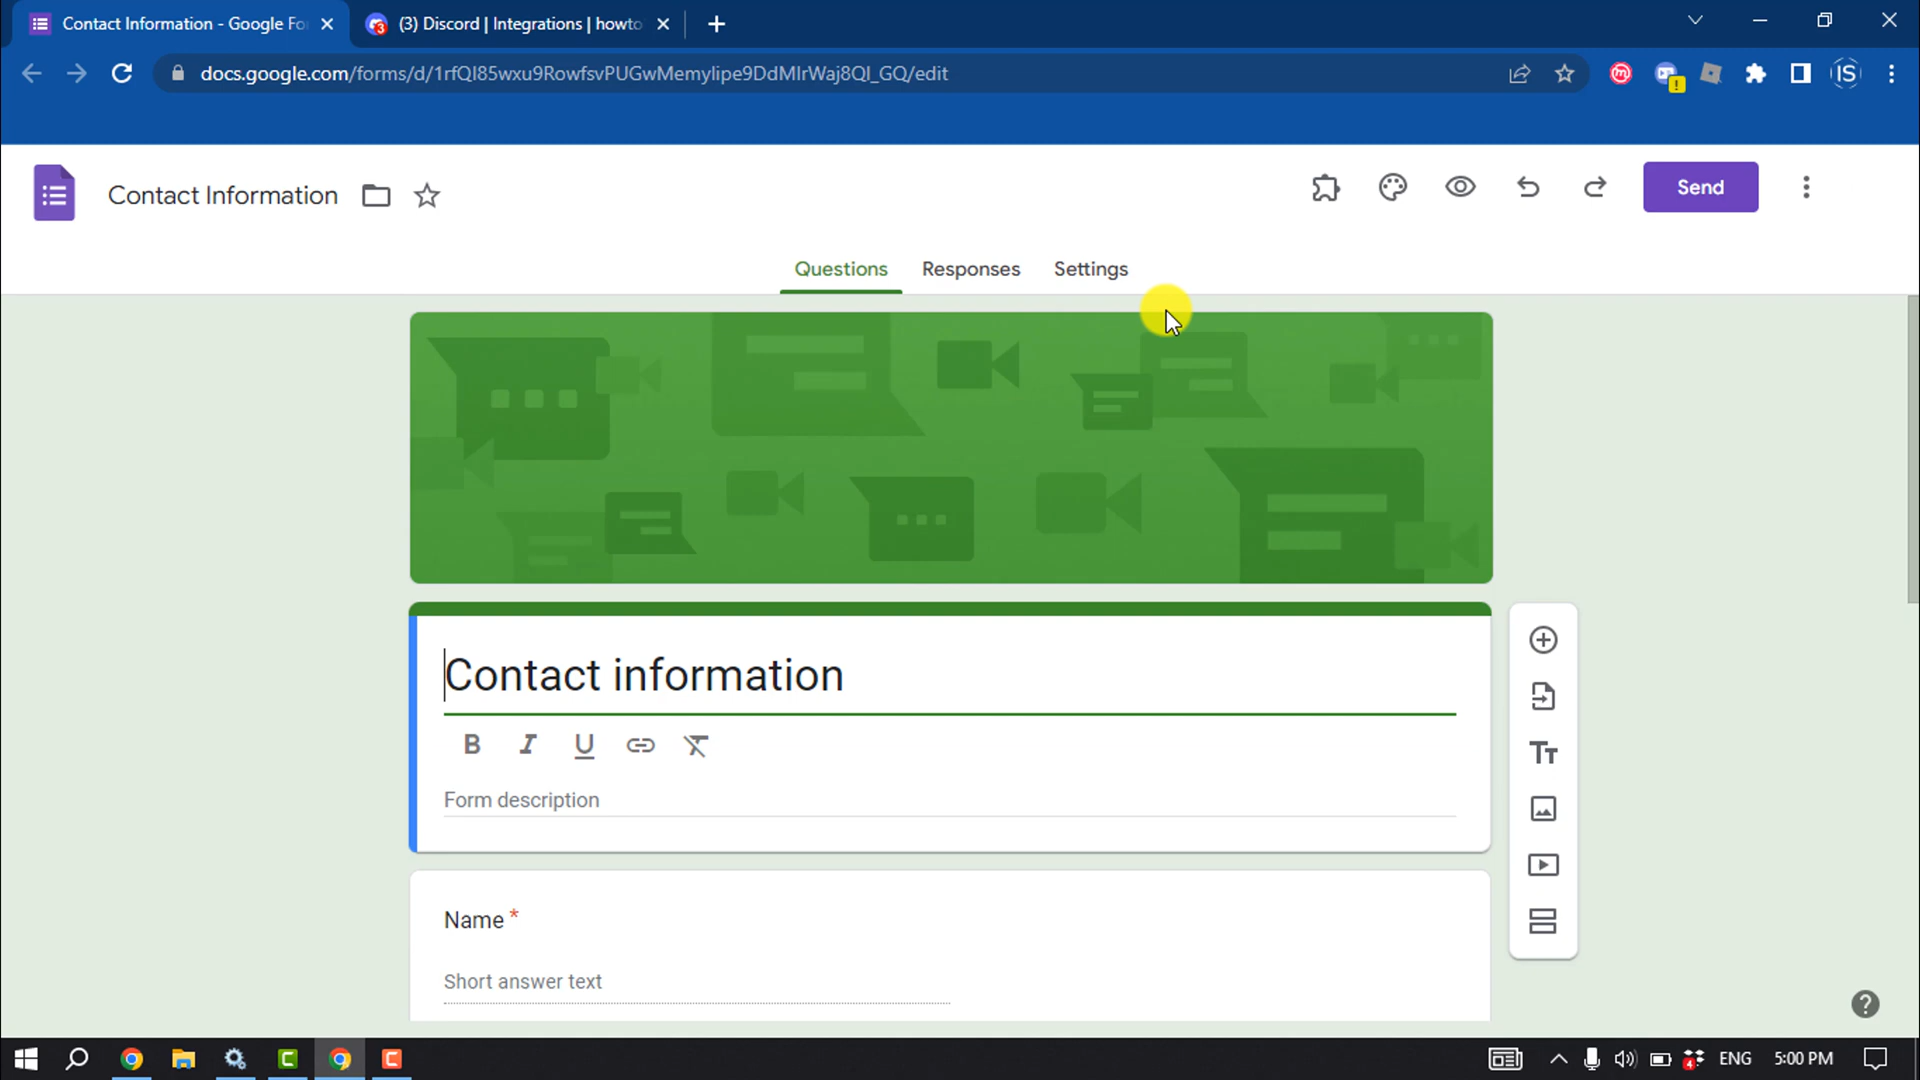 Contact Information - Google Fo
(3) Discord | Integrations | howto
docs.google.com/forms/d/1rfQI85wxu9RowfsvPUGwMemylipe9DdMIrWaj8QI_GQ/edit
IS
Contact Information
Send
Questions
Responses
Settings
Contact information
B I U
Form description
Name *
Short answer text
ENG
5:00 PM